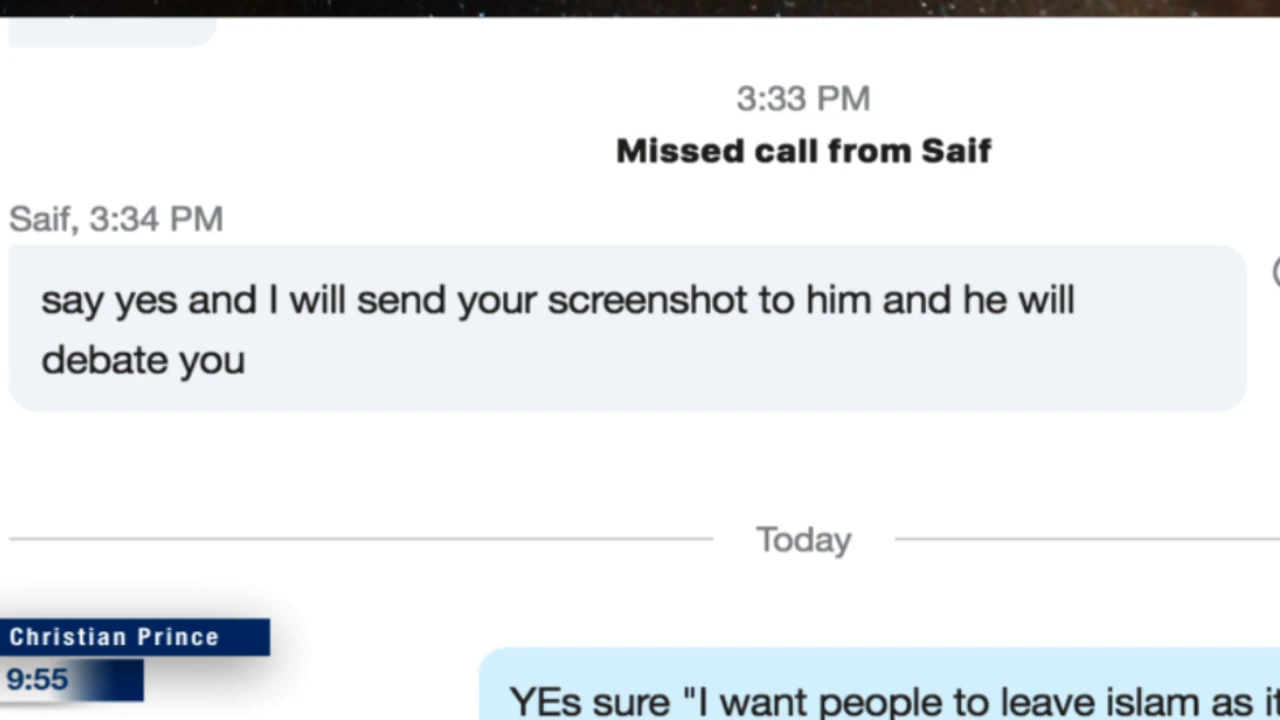 3:33 PM
Missed call from Saif
Saif, 3:34 PM
say yes and I will send your screenshot to him and he will
debate you
Today
Christian Prince
9:55
YEs sure "I want people to leave islam as it